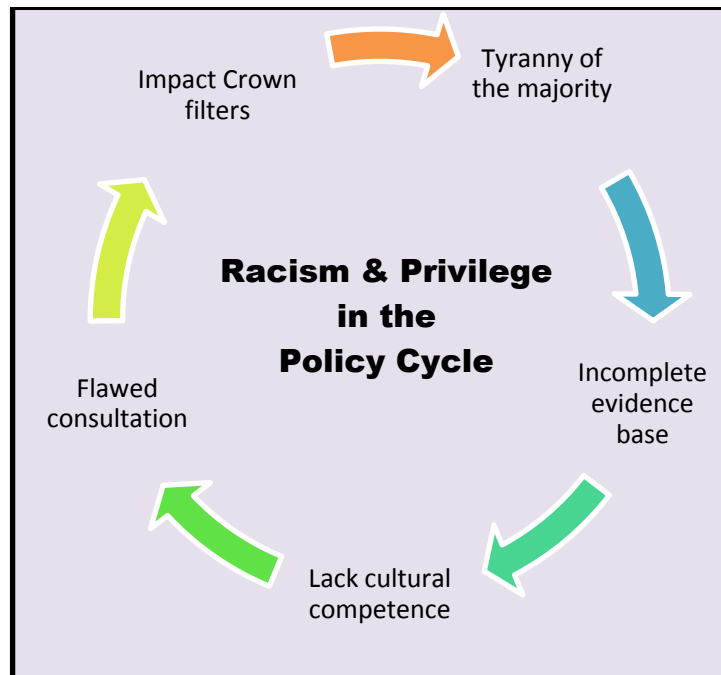 Impact Crown
filters
Tyranny of
the majority
Racism & Privilege
in the
Policy Cycle
Incomplete
evidence
base
Flawed
consultation
Lack cultural
competence